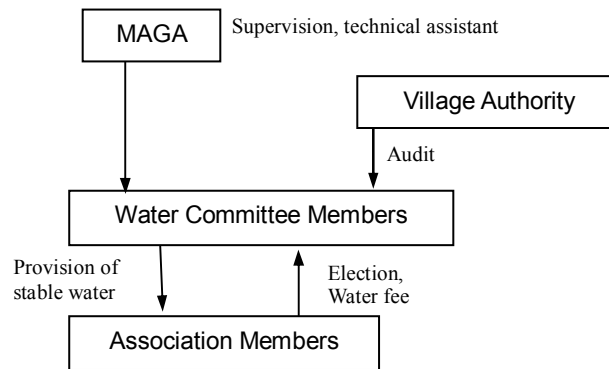 MAGA
Supervision, technical assistant
Village Authority
Audit
Water Committee Members
Provision of
stable water
Election,
Water fee
Association Members